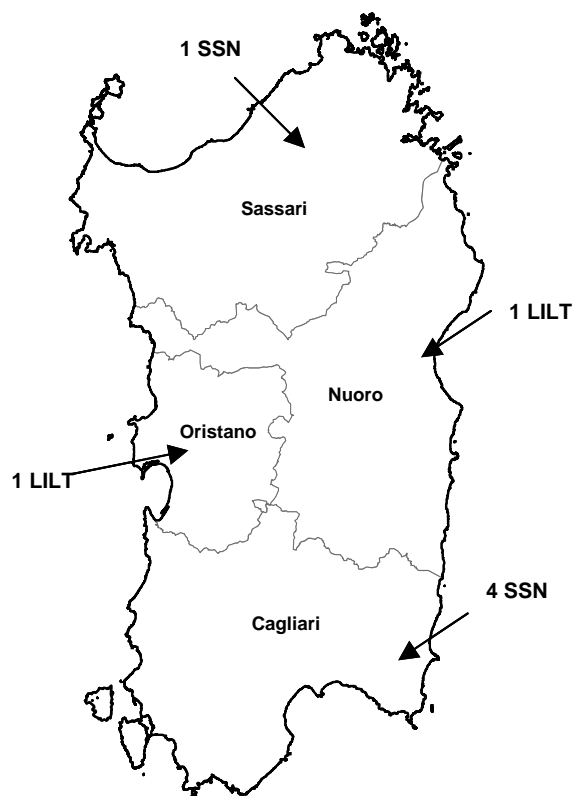 1 SSN
Sassari
1 LILT
Nuoro
Oristano
1 LILT
4 SSN
Cagliari